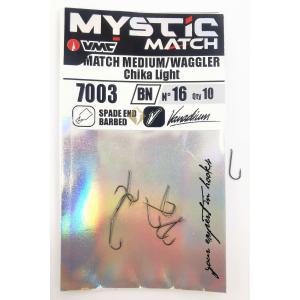 MYSTIC
VMC MATCH
MATCH MEDIUM/WAGGLER
Chika Light
7003 BN N° 16 Qty 10
SPADE END
BARBED
Vanadium
your expert in hooks